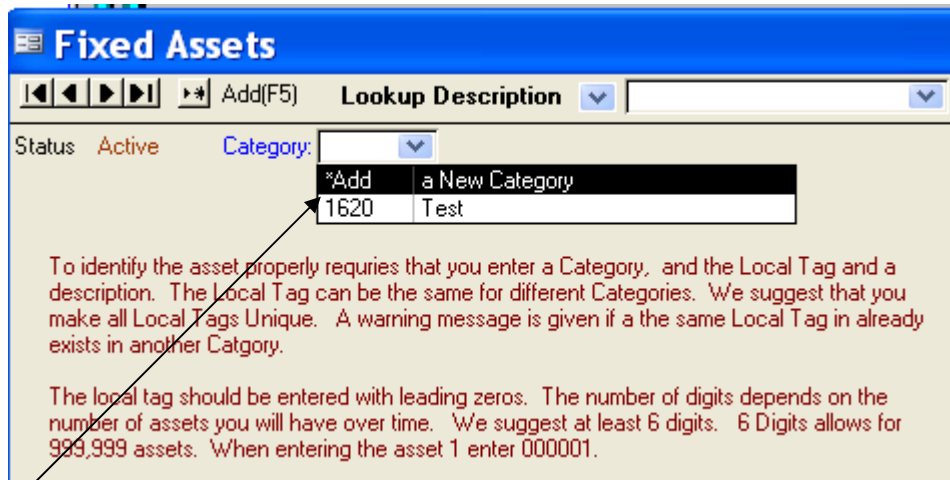 Fixed Assets
Add(F5) Lookup Description
Status Active Category:
*Add a New Category
1620 Test
To identify the asset properly requries that you enter a Category, and the Local Tag and a
description. The Local Tag can be the same for different Categories. We suggest that you
make all Local Tags Unique. A warning message is given if a the same Local Tag in already
exists in another Catgory.
The local tag should be entered with leading zeros. The number of digits depends on the
number of assets you will have over time. We suggest at least 6 digits. 6 Digits allows for
999,999 assets. When entering the asset 1 enter 000001.